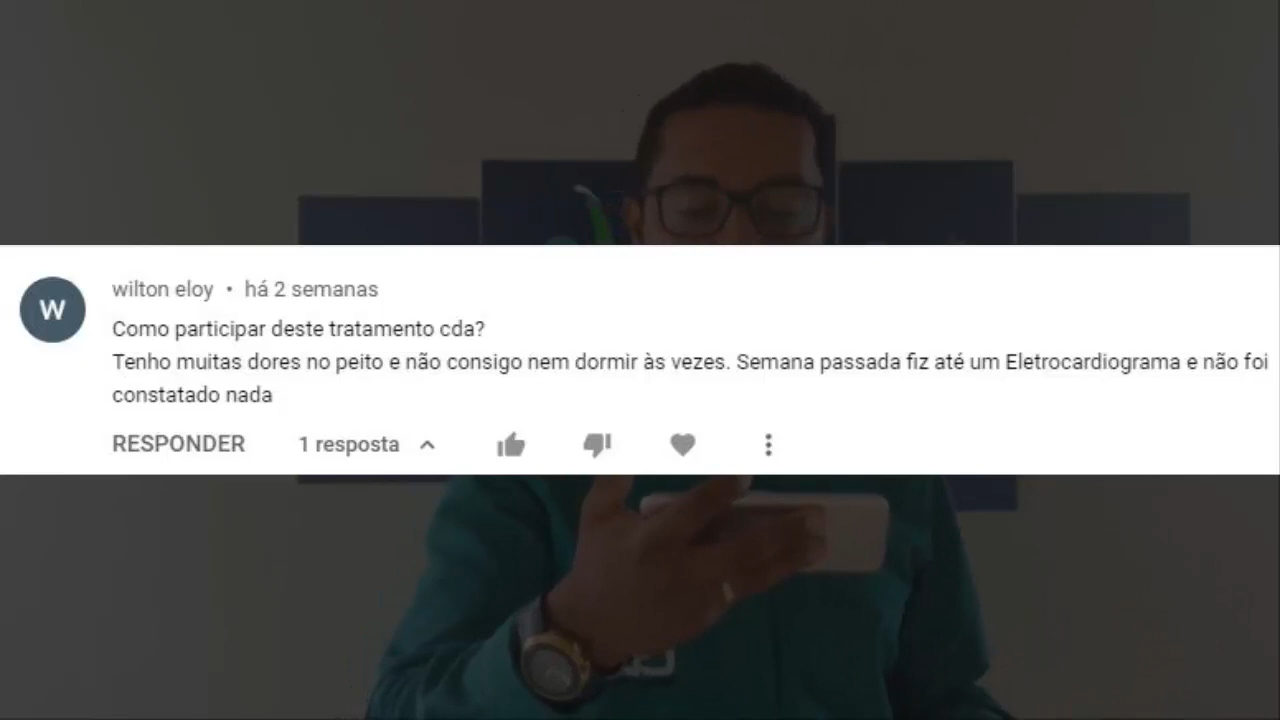 W
wilton eloy • há 2 semanas
Como participar deste tratamento cda?
Tenho muitas dores no peito e não consigo nem dormir às vezes. Semana passada fiz até um Eletrocardiograma e não foi
constatado nada
RESPONDER 1 resposta